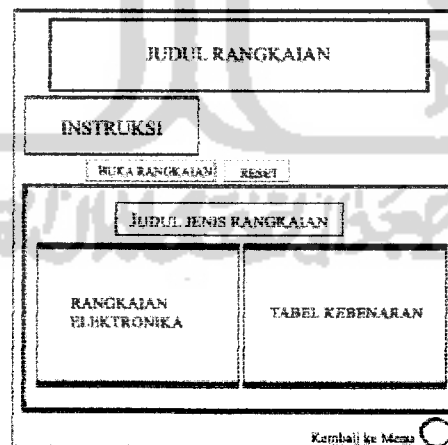 JUDUL RANGKAIAN
INSTRUKSI
BUKA RANGKAIAN RESET
JUDUL JENIS RANGKAIAN
RANGKAIAN
ELEKTRONIKA
TABEL KEBENARAN
Kembali ke Menu